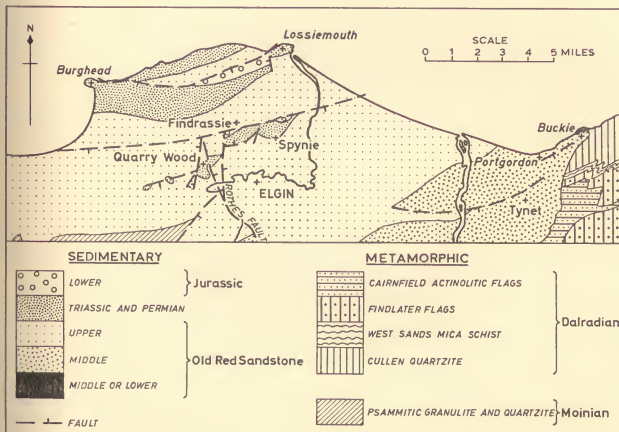 N
Lossiemouth
SCALE
0 1 2 3 4 5 MILES
Burghead
Findrassie
Buckie
Spynie
Portgordon
Quarry Wood
ELGIN
Tynet
ROTHES FAULT
SEDIMENTARY
LOWER Jurassic
TRIASSIC AND PERMIAN
UPPER
MIDDLE
Old Red Sandstone
MIDDLE OR LOWER
FAULT
METAMORPHIC
CAIRNFIELD ACTINOLITIC FLAGS
FINDLATER FLAGS
Dalradian
WEST SANDS MICA SCHIST
CULLEN QUARTZITE
PSAMMITIC GRANULITE AND QUARTZITE Moinian